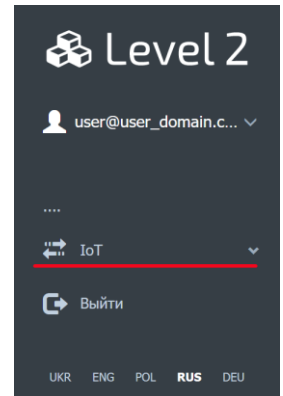 Level 2
user@user_domain.c...
....
IoT
Выйти
UKR ENG POL RUS DEU